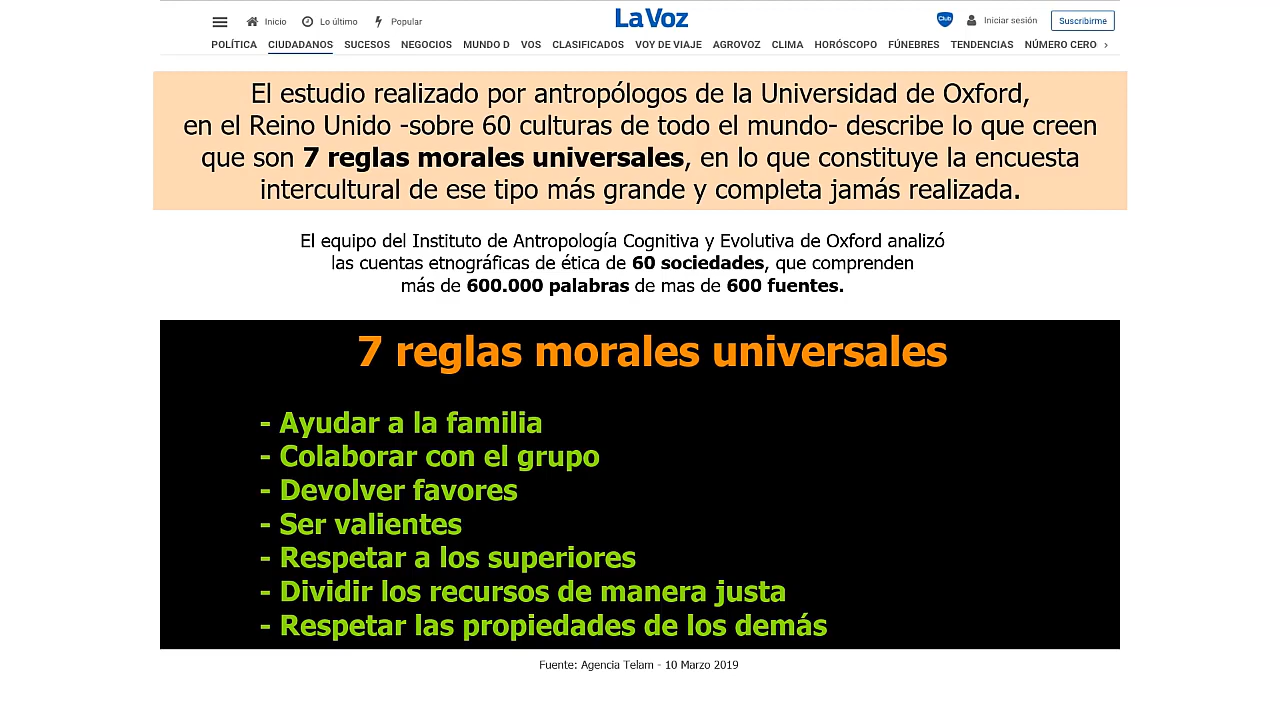 Inicio Lo último Popular LaVoz Club Iniciar sesión Suscribirme
POLÍTICA CIUDADANOS SUCESOS NEGOCIOS MUNDO D VOS CLASIFICADOS VOY DE VIAJE AGROVOZ CLIMA HORÓSCOPO FÚNEBRES TENDENCIAS NÚMERO CERO ›
El estudio realizado por antropólogos de la Universidad de Oxford,
en el Reino Unido -sobre 60 culturas de todo el mundo- describe lo que creen
que son 7 reglas morales universales, en lo que constituye la encuesta
intercultural de ese tipo más grande y completa jamás realizada.
El equipo del Instituto de Antropología Cognitiva y Evolutiva de Oxford analizó
las cuentas etnográficas de ética de 60 sociedades, que comprenden
más de 600.000 palabras de mas de 600 fuentes.
7 reglas morales universales
- Ayudar a la familia
- Colaborar con el grupo
- Devolver favores
- Ser valientes
- Respetar a los superiores
- Dividir los recursos de manera justa
- Respetar las propiedades de los demás
Fuente: Agencia Telam - 10 Marzo 2019